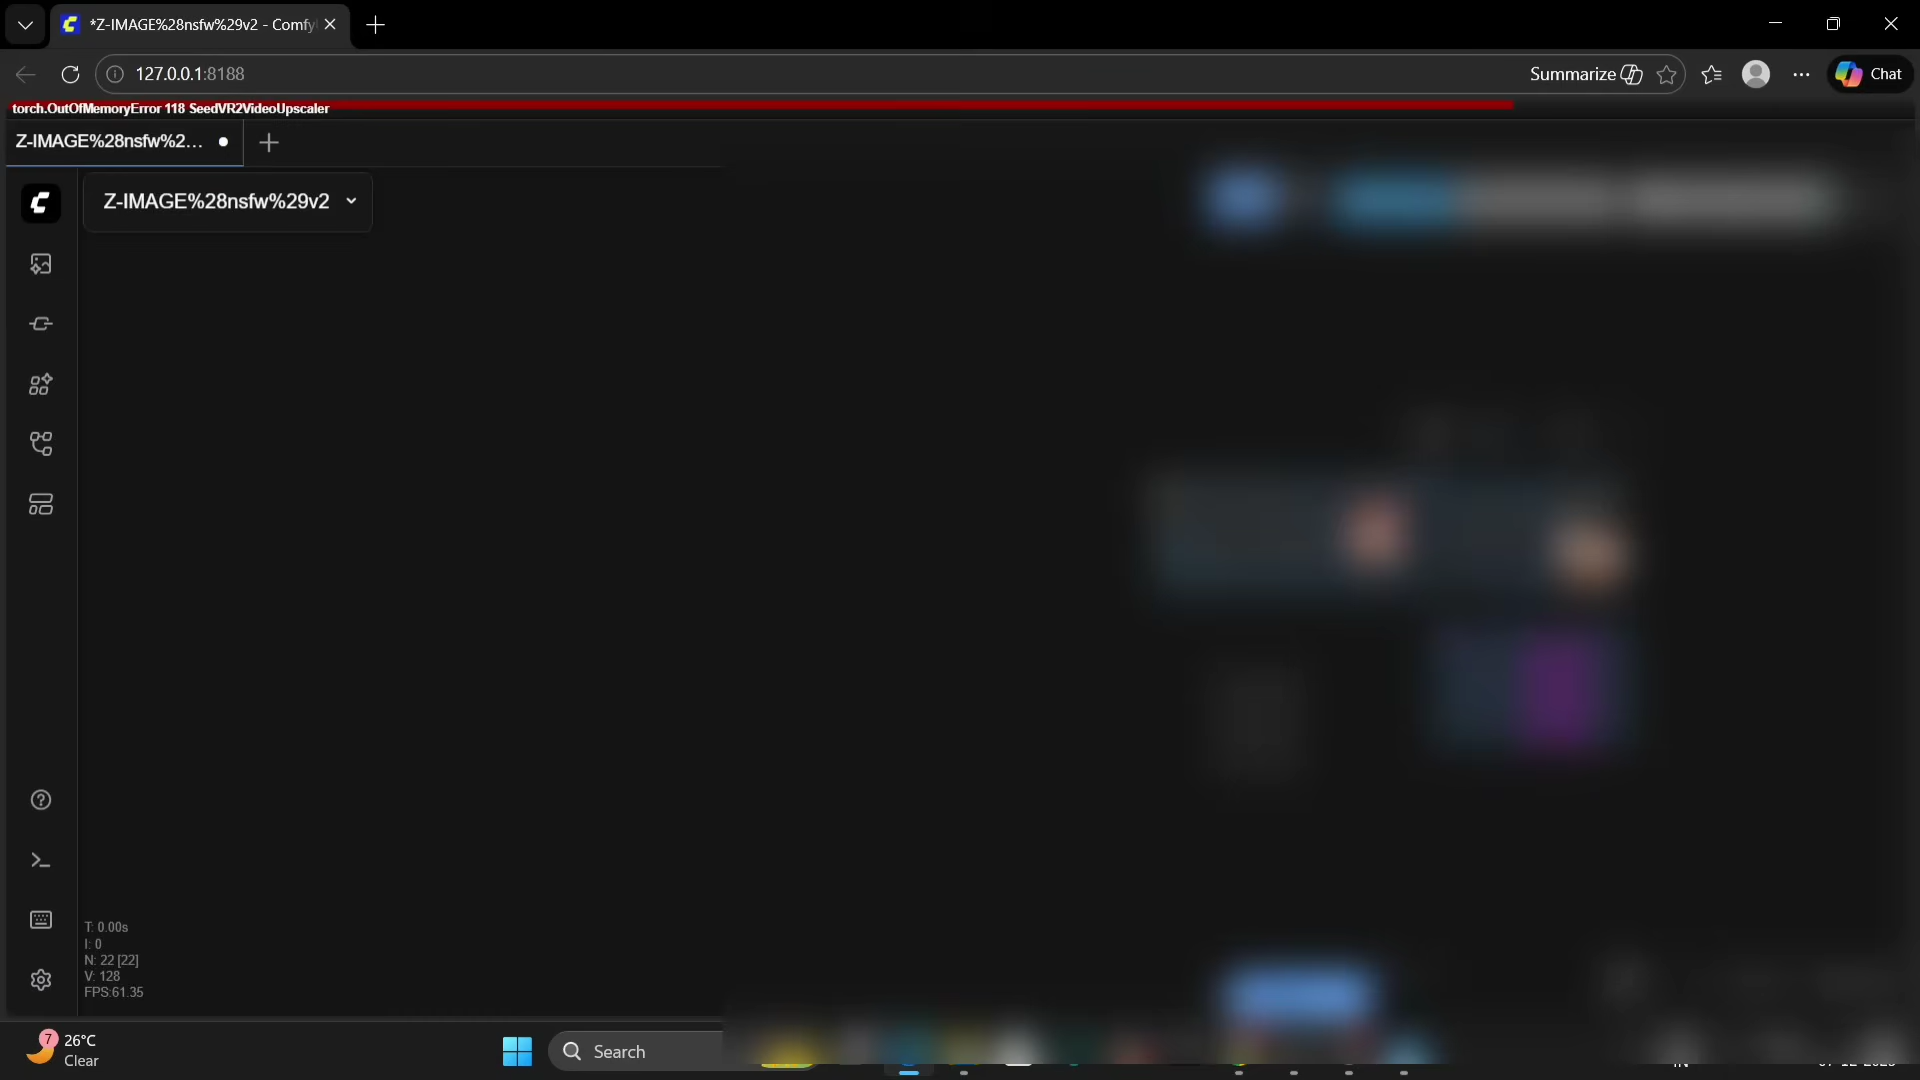 *Z-IMAGE%28nsfw%29v2 - Comfy
127.0.0.1:8188
Summarize
Chat
torch.OutOfMemoryError 118 SeedVR2VideoUpscaler
Z-IMAGE%28nsfw%2...
Z-IMAGE%28nsfw%29v2
T: 0.00s
I: 0
N: 22 [22]
V: 128
FPS:61.35
7
26°C
Clear
Search